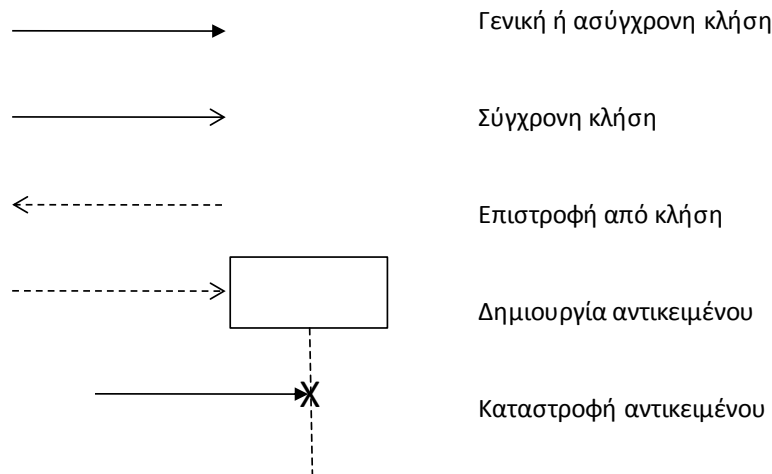 Γενική ή ασύγχρονη κλήση
Σύγχρονη κλήση
Επιστροφή από κλήση
Δημιουργία αντικειμένου
X
Καταστροφή αντικειμένου